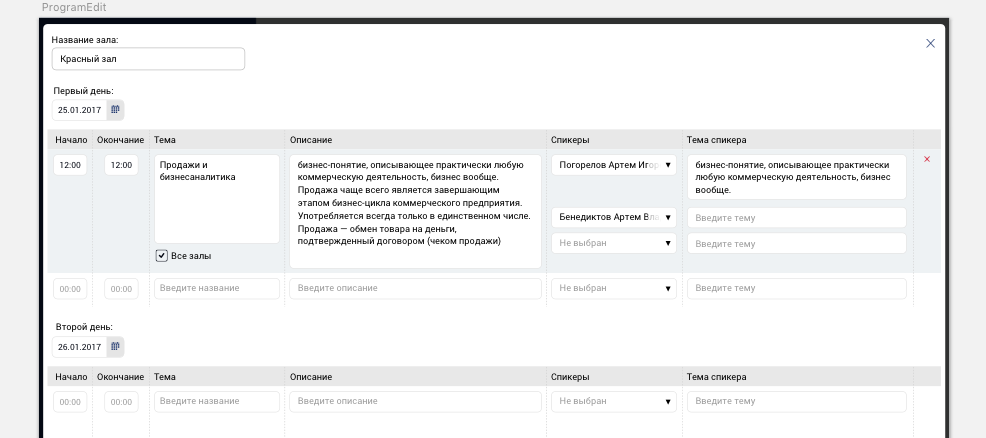 ProgramEdit
Название зала:
Красный зал
Первый день:
25.01.2017
Начало Окончание Тема Описание Спикеры Тема спикера
12:00 12:00
Продажи и
бизнесаналитика
Все залы
бизнес-понятие, описывающее практически любую
коммерческую деятельность, бизнес вообще.
Продажа чаще всего является завершающим
этапом бизнес-цикла коммерческого предприятия.
Употребляется всегда только в единственном числе.
Продажа — обмен товара на деньги,
подтвержденный договором (чеком продажи)
Погорелов Артем Игор
бизнес-понятие, описывающее практически
любую коммерческую деятельность, бизнес
вообще.
Бенедиктов Артем Вла Введите тему
Не выбран Введите тему
00:00 00:00 Введите название Введите описание Не выбран Введите тему
Второй день:
26.01.2017
Начало Окончание Тема Описание Спикеры Тема спикера
00:00 00:00 Введите название Введите описание Не выбран Введите тему